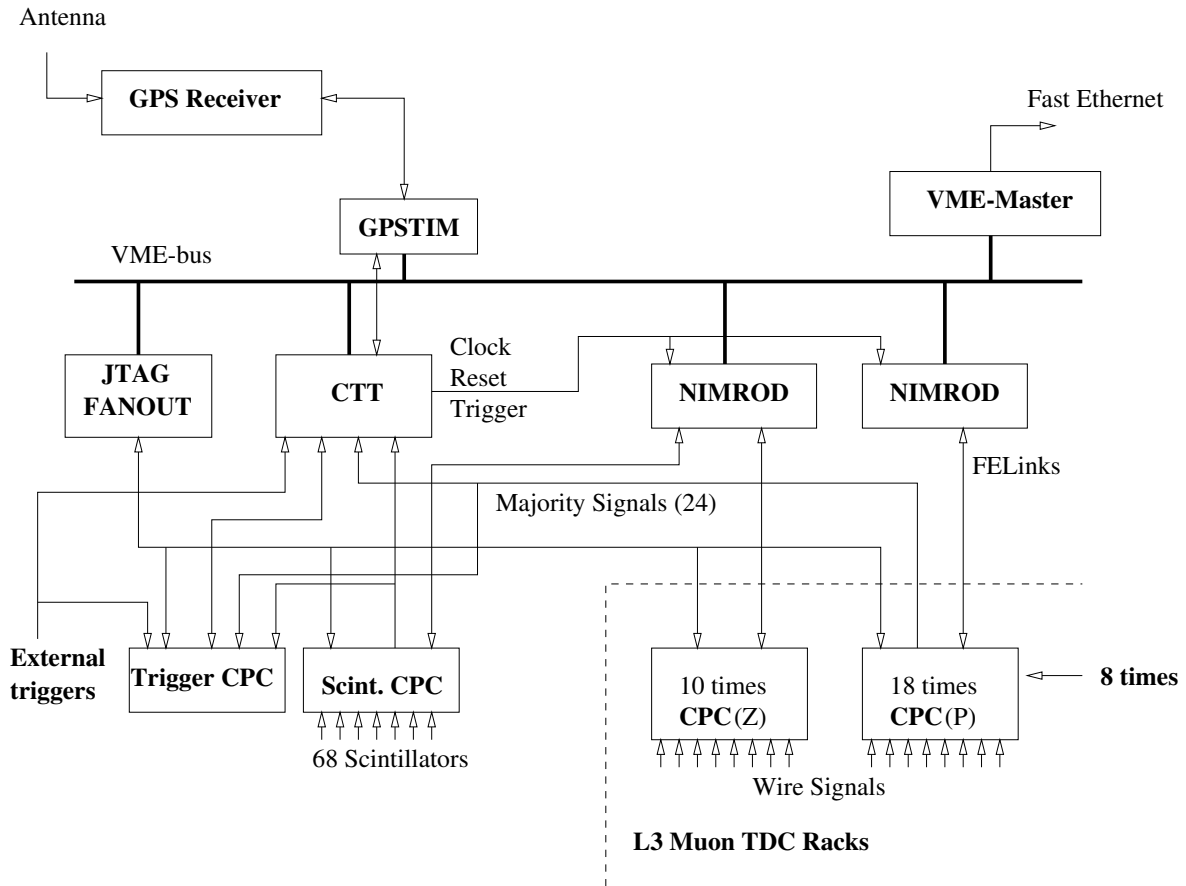 Antenna
GPS Receiver
Fast Ethernet
VME-Master
GPSTIM
VME-bus
JTAG
FANOUT
CTT
Clock
Reset
Trigger
NIMROD
NIMROD
FELinks
Majority Signals (24)
External
triggers
Trigger CPC
Scint. CPC
10 times
CPC (Z)
18 times
CPC (P)
8 times
68 Scintillators
Wire Signals
L3 Muon TDC Racks